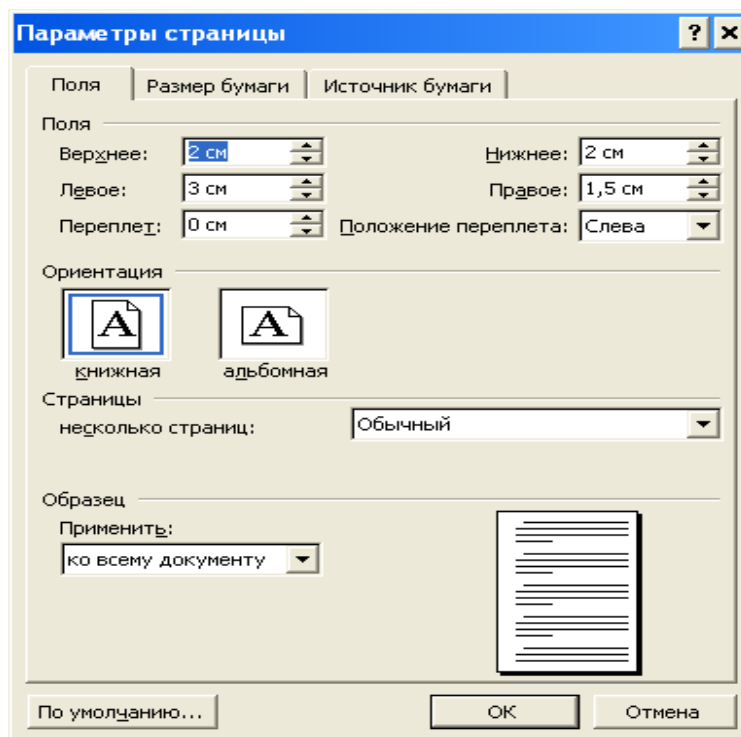 Параметры страницы
Поля Размер бумаги Источник бумаги
Поля
Верхнее: 2 см Нижнее: 2 см
Левое: 3 см Правое: 1,5 см
Переплет: 0 см Положение переплета: Слева
Ориентация
A A
книжная альбомная
Страницы
несколько страниц: Обычный
Образец
Применить:
ко всему документу
По умолчанию... ОК Отмена